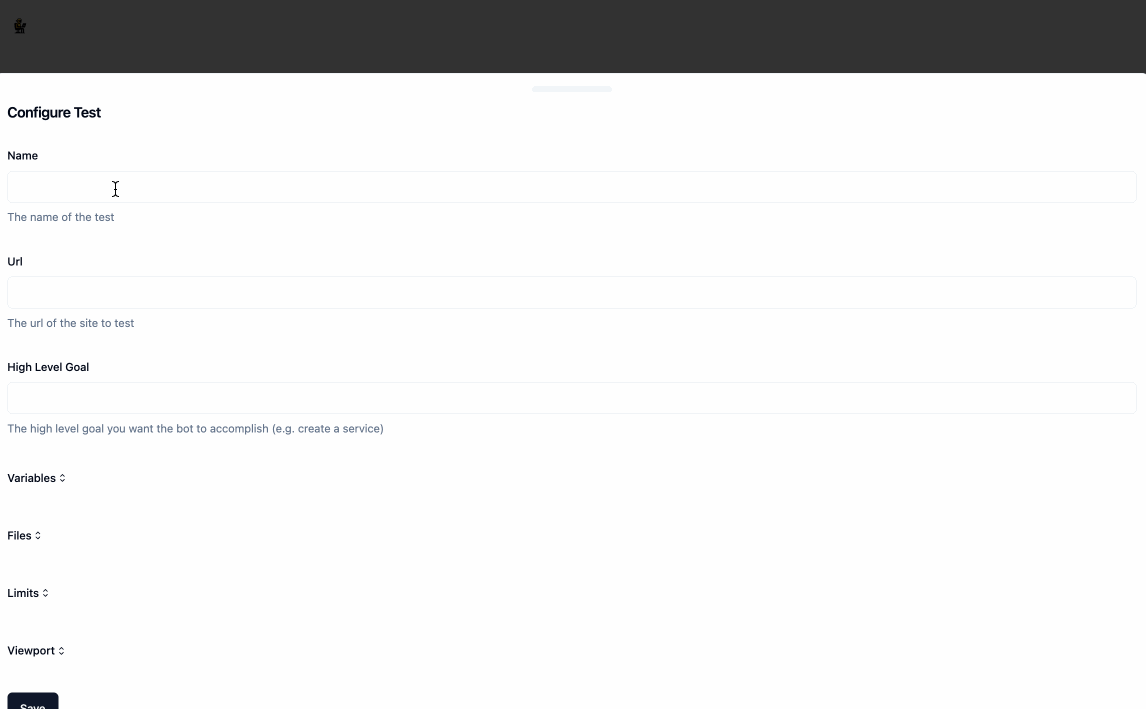 Configure Test
Name
The name of the test
Url
The url of the site to test
High Level Goal
The high level goal you want the bot to accomplish (e.g. create a service)
Variables
Files
Limits
Viewport
Save